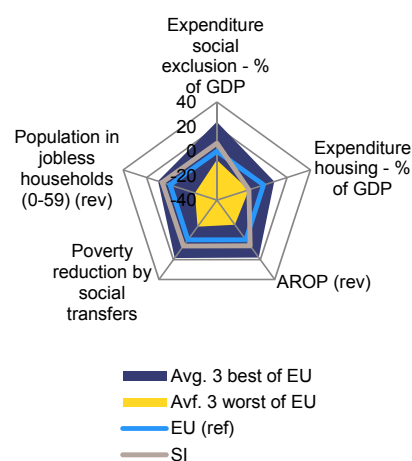 Expenditure
social
exclusion - %
of GDP
40
20
0
-20
-40
Expenditure
housing - %
of GDP
Population in
jobless
households
(0-59) (rev)
Poverty
reduction by
social
transfers
AROP (rev)
Avg. 3 best of EU
Avf. 3 worst of EU
EU (ref)
SI